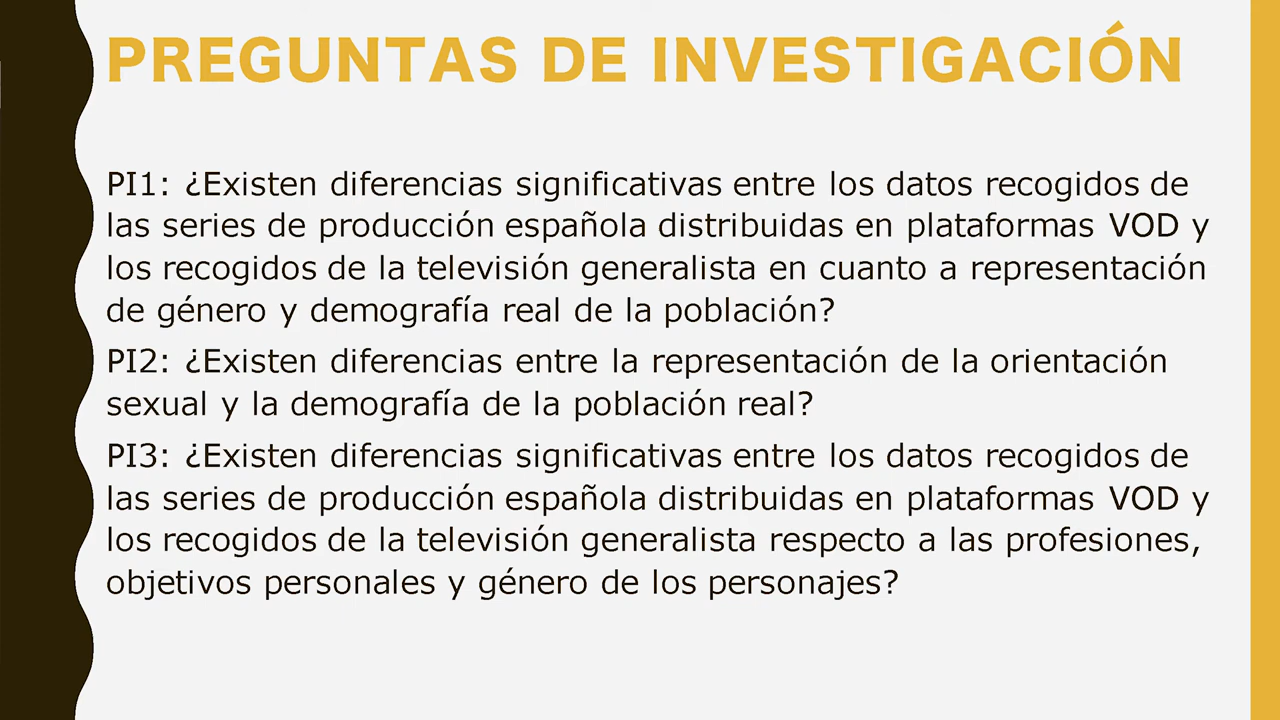 PREGUNTAS DE INVESTIGACIÓN
PI1: ¿Existen diferencias significativas entre los datos recogidos de
las series de producción española distribuidas en plataformas VOD y
los recogidos de la televisión generalista en cuanto a representación
de género y demografía real de la población?
PI2: ¿Existen diferencias entre la representación de la orientación
sexual y la demografía de la población real?
PI3: ¿Existen diferencias significativas entre los datos recogidos de
las series de producción española distribuidas en plataformas VOD y
los recogidos de la televisión generalista respecto a las profesiones,
objetivos personales y género de los personajes?